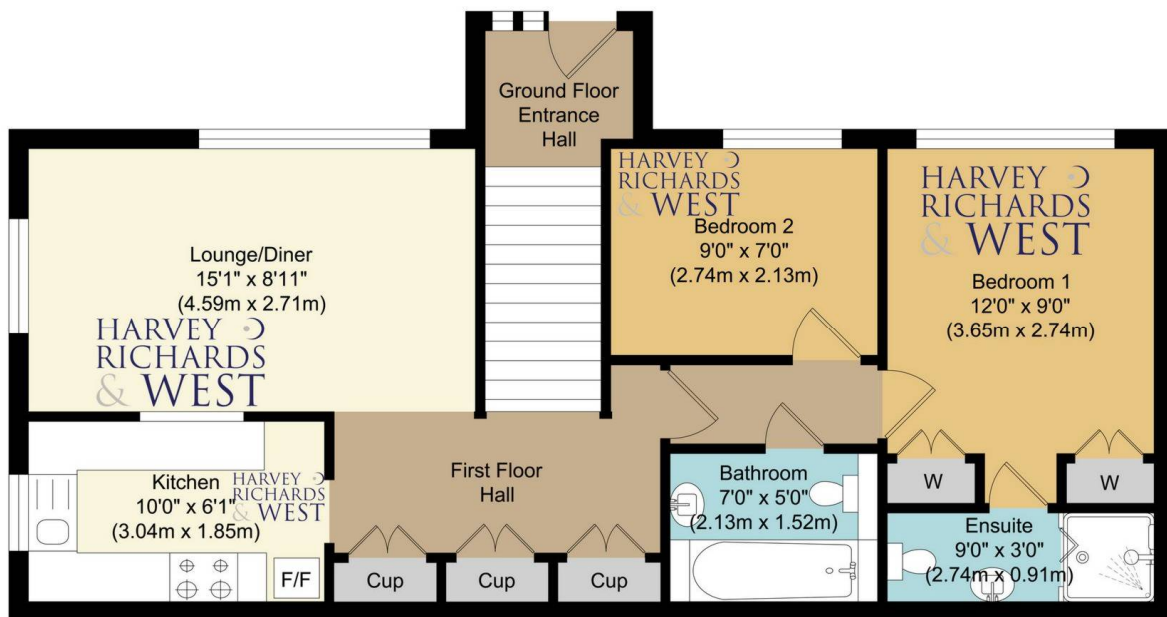 Ground Floor
Entrance
Hall
HARVEY
RICHARDS
& WEST
Lounge/Diner
15'1" x 8'11"
(4.59m x 2.71m)
HARVEY
RICHARDS
& WEST
Bedroom 2
9'0" x 7'0"
(2.74m x 2.13m)
HARVEY
RICHARDS
& WEST
Bedroom 1
12'0" x 9'0"
(3.65m x 2.74m)
Kitchen
10'0" x 6'1"
(3.04m x 1.85m)
HARVEY
RICHARDS
& WEST
F/F
First Floor
Hall
Cup
Cup
Cup
Bathroom
7'0" x 5'0"
(2.13m x 1.52m)
W
W
Ensuite
9'0" x 3'0"
(2.74m x 0.91m)